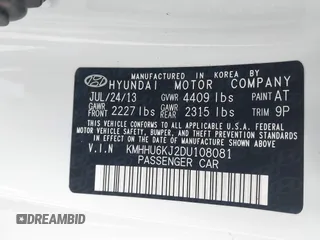 MANUFACTURED IN KOREA
HYUNDAI MOTOR COMPANY
JUL/24/13 GVWR 4409 lbs PAINT AT
GAWR FRONT 2227 lbs GAWR REAR 2315 lbs TRIM 9P
THIS VEHICLE CONFORMS TO ALL APPLICABLE
FEDERAL MOTOR VEHICLE SAFETY,
BUMPER, AND THEFT PREVENTION STANDARDS
IN EFFECT ON THE DATE OF MANUFACTURE
SHOWN ABOVE.
V.I.N KMHHU6KJ2DU108081
PASSENGER CAR
© 2025 AutoBidMaster